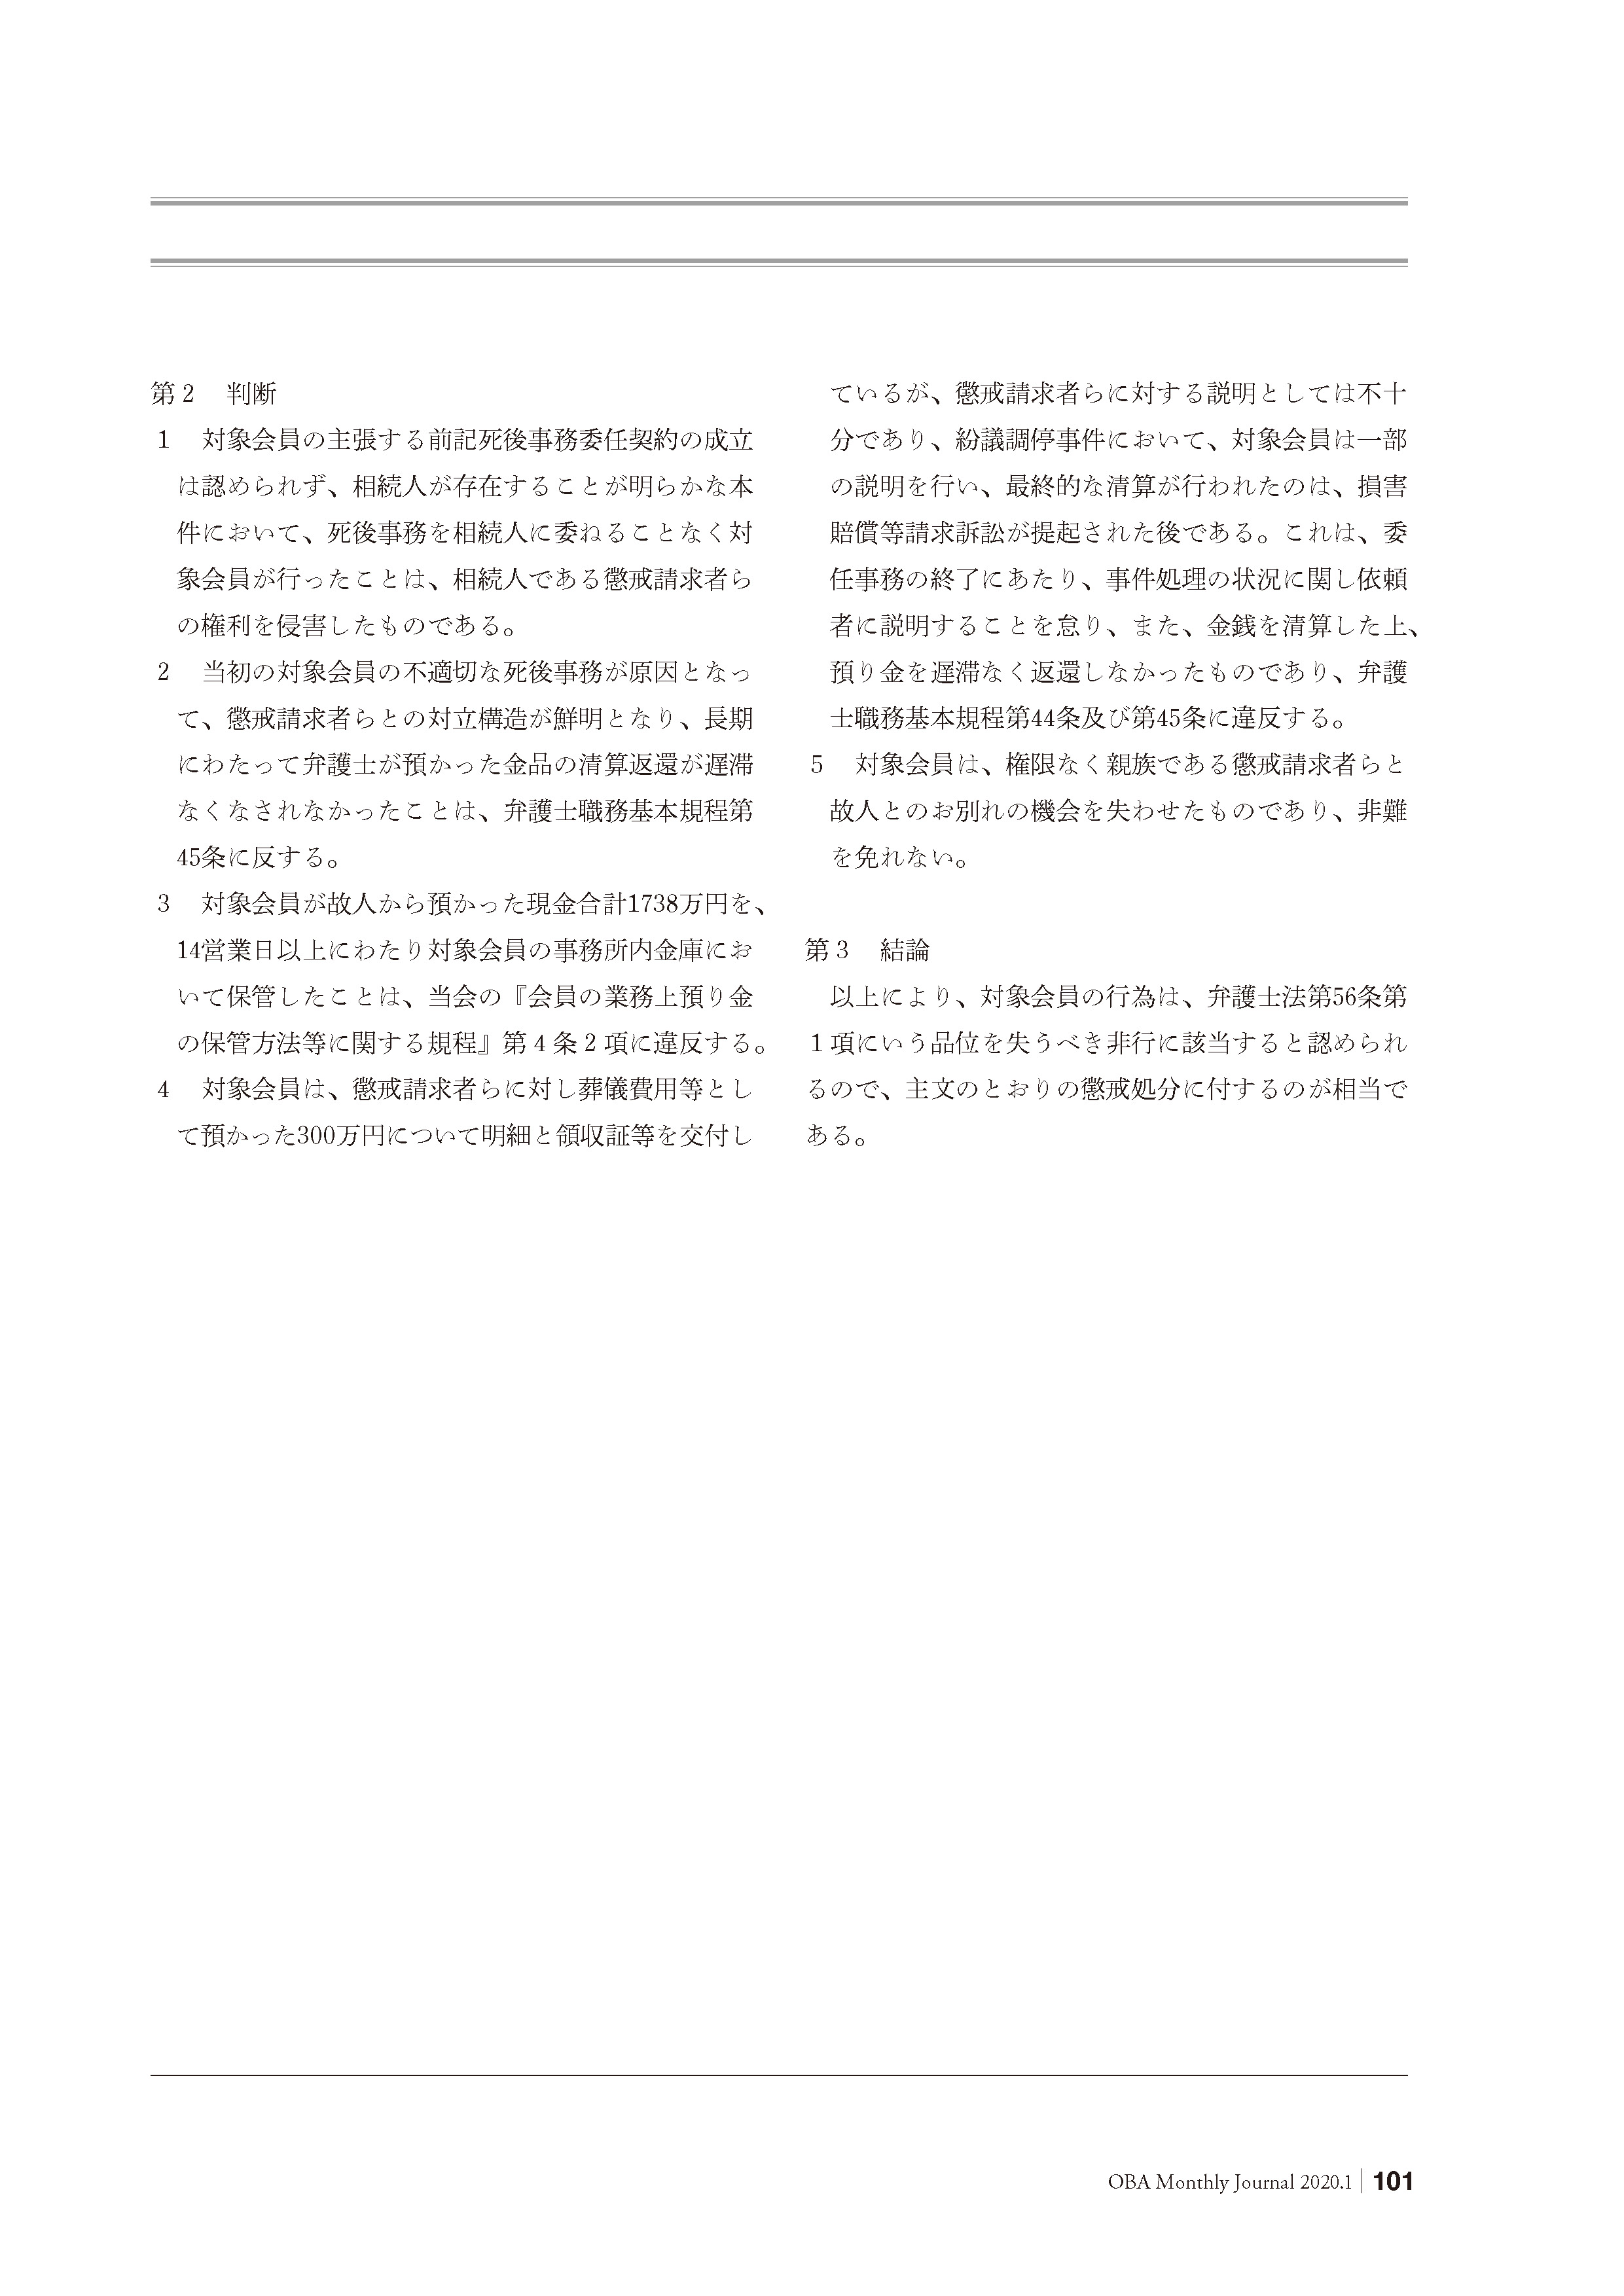 第2　判断
1　対象会員の主張する前記死後事務委任契約の成立
は認められず、相続人が存在することが明らかな本
件において、死後事務を相続人に委ねることなく対
象会員が行ったことは、相続人である懲戒請求者ら
の権利を侵害したものである。
2　当初の対象会員の不適切な死後事務が原因となっ
て、懲戒請求者らとの対立構造が鮮明となり、長期
にわたって弁護士が預かった金品の清算返還が遅滞
なくなされなかったことは、弁護士職務基本規程第
45条に反する。
3　対象会員が故人から預かった現金合計1738万円を、
14営業日以上にわたり対象会員の事務所内金庫にお
いて保管したことは、当会の『会員の業務上預り金
の保管方法等に関する規程』第4条2項に違反する。
4　対象会員は、懲戒請求者らに対し葬儀費用等とし
て預かった300万円について明細と領収証等を交付し
ているが、懲戒請求者らに対する説明としては不十
分であり、紛議調停事件において、対象会員は一部
の説明を行い、最終的な清算が行われたのは、損害
賠償等請求訴訟が提起された後である。これは、委
任事務の終了にあたり、事件処理の状況に関し依頼
者に説明することを怠り、また、金銭を清算した上、
預り金を遅滞なく返還しなかったものであり、弁護
士職務基本規程第44条及び第45条に違反する。
5　対象会員は、権限なく親族である懲戒請求者らと
故人とのお別れの機会を失わせたものであり、非難
を免れない。
第3　結論
以上により、対象会員の行為は、弁護士法第56条第
1項にいう品位を失うべき非行に該当すると認められ
るので、主文のとおりの懲戒処分に付するのが相当で
ある。
OBA Monthly Journal 2020.1 | 101